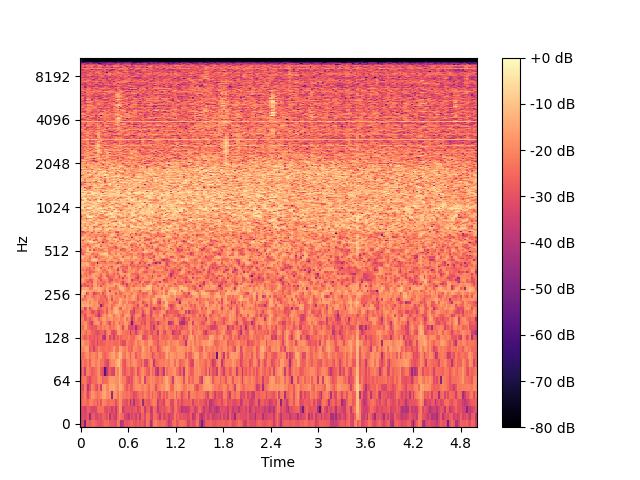 8192
4096
2048
1024
512
256
128
64
0
Hz
0 0.6 1.2 1.8 2.4 3 3.6 4.2 4.8
Time
+0 dB
-10 dB
-20 dB
-30 dB
-40 dB
-50 dB
-60 dB
-70 dB
-80 dB